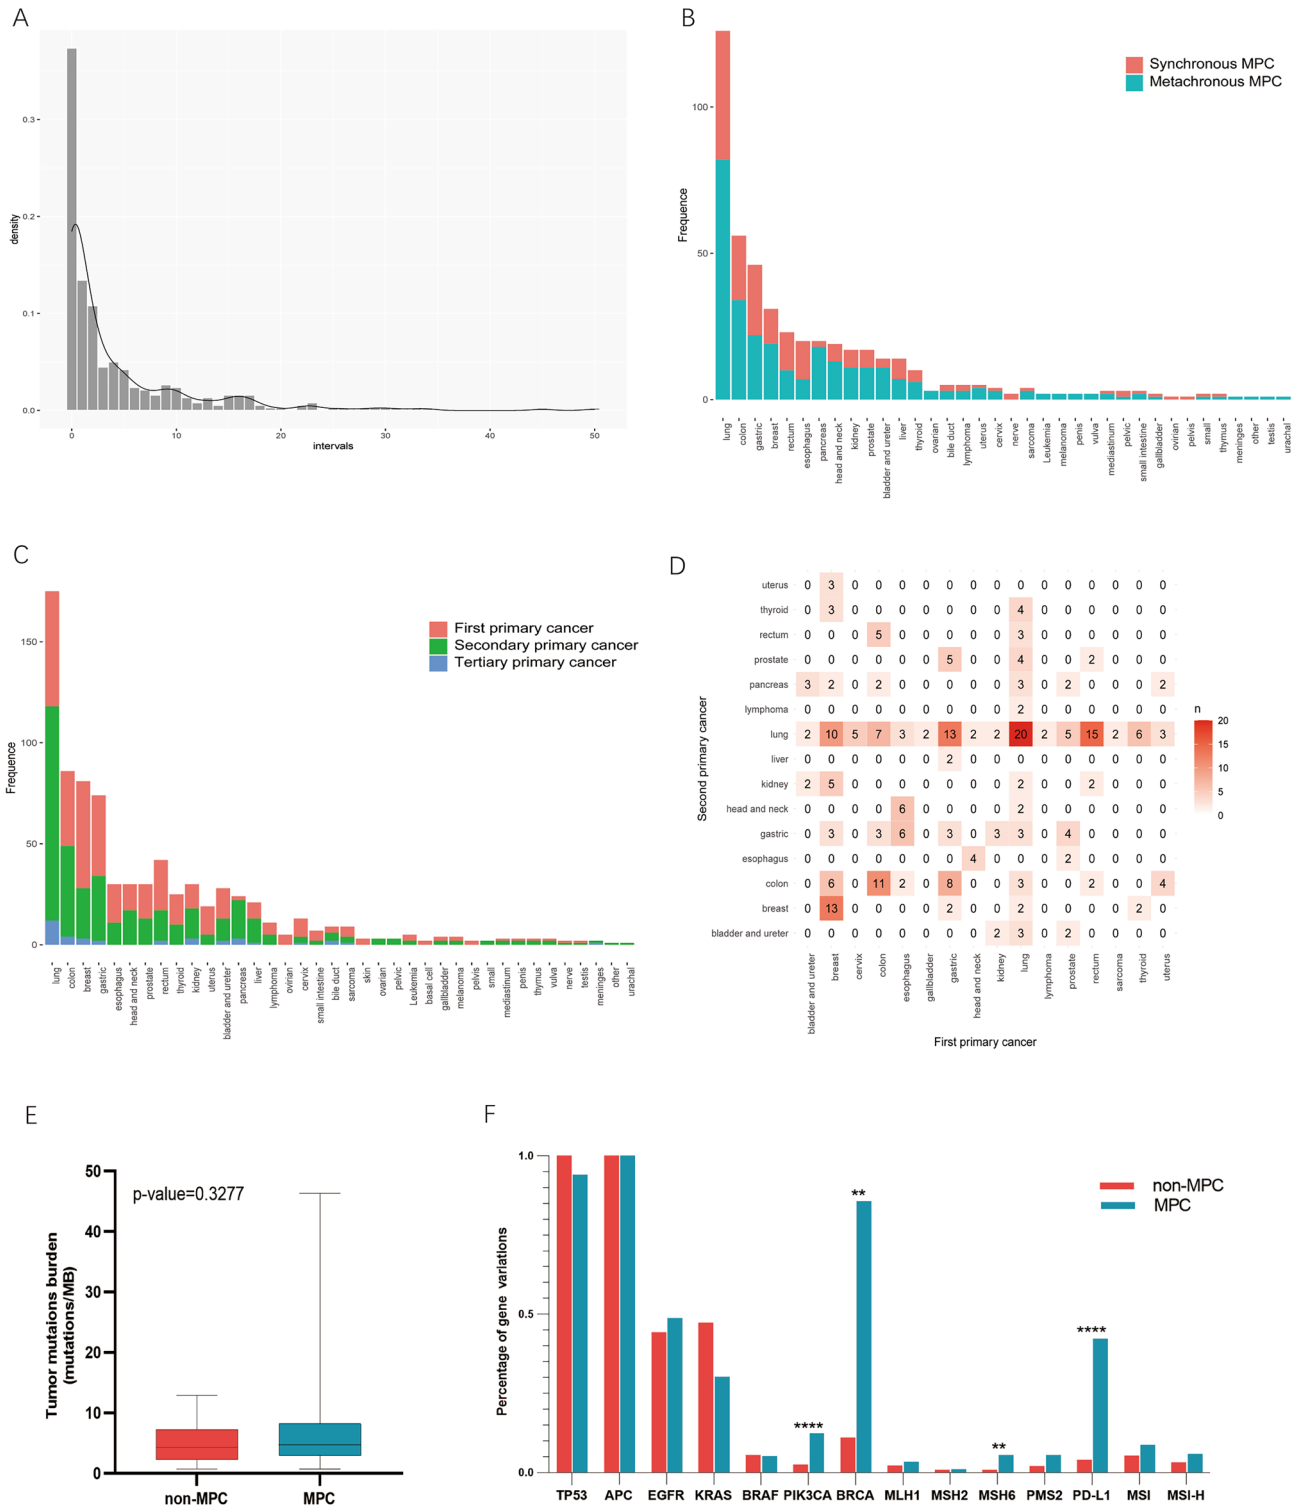 A
density
0.3
0.2
0.1
0.0
0 10 20 30 40 50
intervals
B
Frequence
100
50
0
Synchronous MPC
Metachronous MPC
lung
colon
gastric
breast
rectum
esophagus
pancreas
head and neck
kidney
prostate
bladder and ureter
liver
thyroid
ovarian
bile duct
lymphoma
uterus
cervix
nerve
sarcoma
Leukemia
melanoma
penis
vulva
mediastinum
pelvic
small intestine
gallbladder
ovirian
pelvis
small
thymus
meninges
other
testis
urachal
C
Frequence
150
100
50
0
First primary cancer
Secondary primary cancer
Tertiary primary cancer
lung
colon
breast
gastric
esophagus
head and neck
prostate
rectum
thyroid
kidney
uterus
bladder and ureter
pancreas
liver
lymphoma
ovirian
cervix
small intestine
bile duct
sarcoma
skin
ovarian
pelvic
Leukemia
basal cell
gallbladder
melanoma
pelvis
small
mediastinum
penis
thymus
vulva
nerve
testis
meninges
other
urachal
D
Second primary cancer
uterus 0 3 0 0 0 0 0 0 0 0 0 0 0 0 0 0
thyroid 0 3 0 0 0 0 0 0 0 4 0 0 0 0 0 0
rectum 0 0 0 5 0 0 0 0 0 3 0 0 0 0 0 0
prostate 0 0 0 0 0 0 5 0 0 4 0 0 2 0 0 0
pancreas 3 2 0 2 0 0 0 0 0 3 0 2 0 0 0 2
lymphoma 0 0 0 0 0 0 0 0 0 2 0 0 0 0 0 0
lung 2 10 5 7 3 2 13 2 2 20 2 5 15 2 6 3
liver 0 0 0 0 0 0 2 0 0 0 0 0 0 0 0 0
kidney 2 5 0 0 0 0 0 0 0 2 0 0 2 0 0 0
head and neck 0 0 0 0 6 0 0 0 0 2 0 0 0 0 0 0
gastric 0 3 0 3 6 0 3 0 3 3 0 4 0 0 0 0
esophagus 0 0 0 0 0 0 0 4 0 0 0 2 0 0 0 0
colon 0 6 0 11 2 0 8 0 0 3 0 0 2 0 0 4
breast 0 13 0 0 0 0 2 0 0 2 0 0 0 0 2 0
bladder and ureter 0 0 0 0 0 0 0 0 2 3 0 2 0 0 0 0
bladder and ureter
breast
cervix
colon
esophagus
gallbladder
gastric
head and neck
kidney
lung
lymphoma
prostate
rectum
sarcoma
thyroid
uterus
First primary cancer
n
20
15
10
5
0
E
Tumor mutaions burden
(mutations/MB)
50
40
30
20
10
0
p-value=0.3277
non-MPC MPC
F
Percentage of gene variations
1.0
0.5
0.0
non-MPC
MPC
****
**
**
****
TP53 APC EGFR KRAS BRAF PIK3CA BRCA MLH1 MSH2 MSH6 PMS2 PD-L1 MSI MSI-H